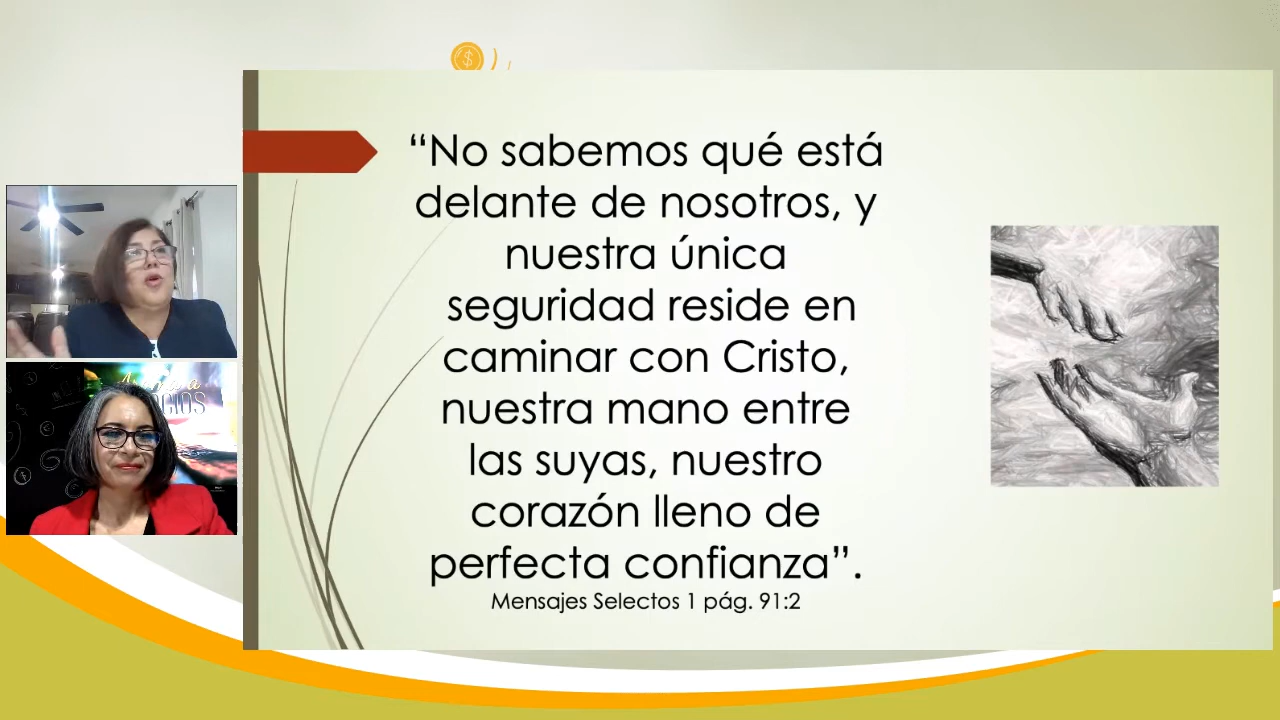 “No sabemos qué está
delante de nosotros, y
nuestra única
seguridad reside en
caminar con Cristo,
nuestra mano entre
las suyas, nuestro
corazón lleno de
perfecta confianza”.
Mensajes Selectos 1 pág. 91:2